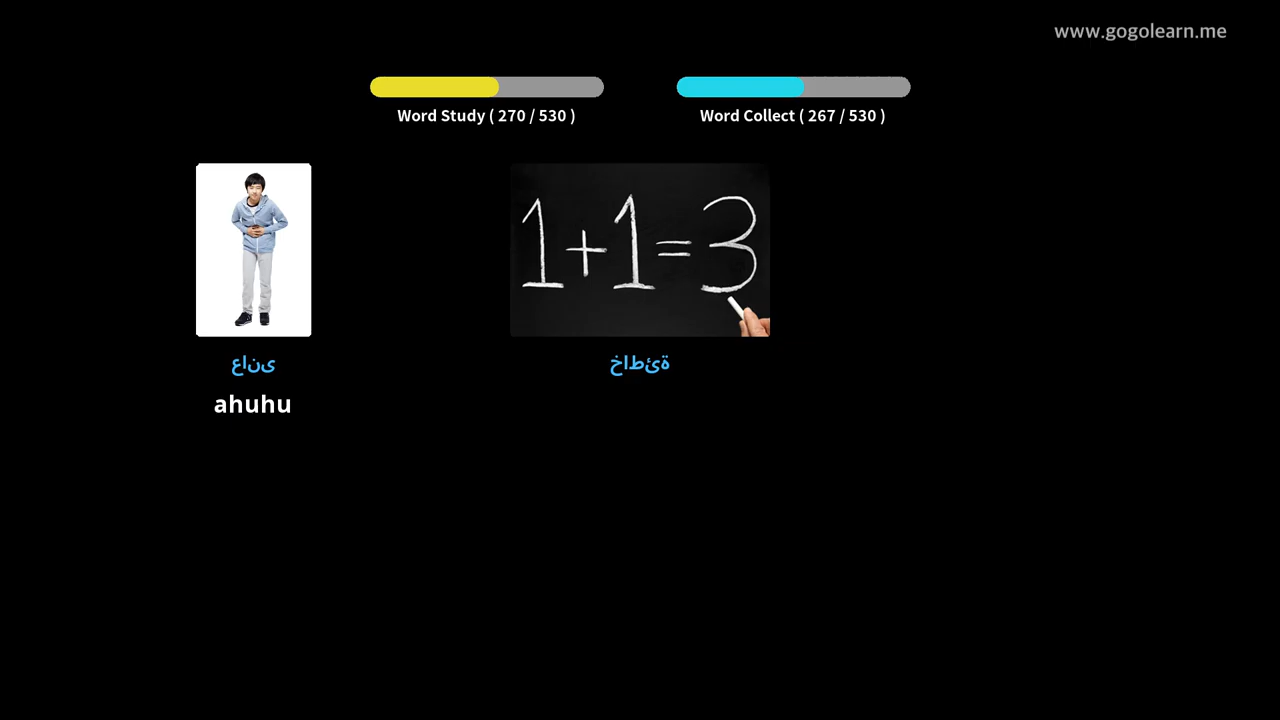 www.gogolearn.me
Word Study ( 270 / 530 )
Word Collect ( 267 / 530 )
1+1=3
عانى
خاطئة
ahuhu